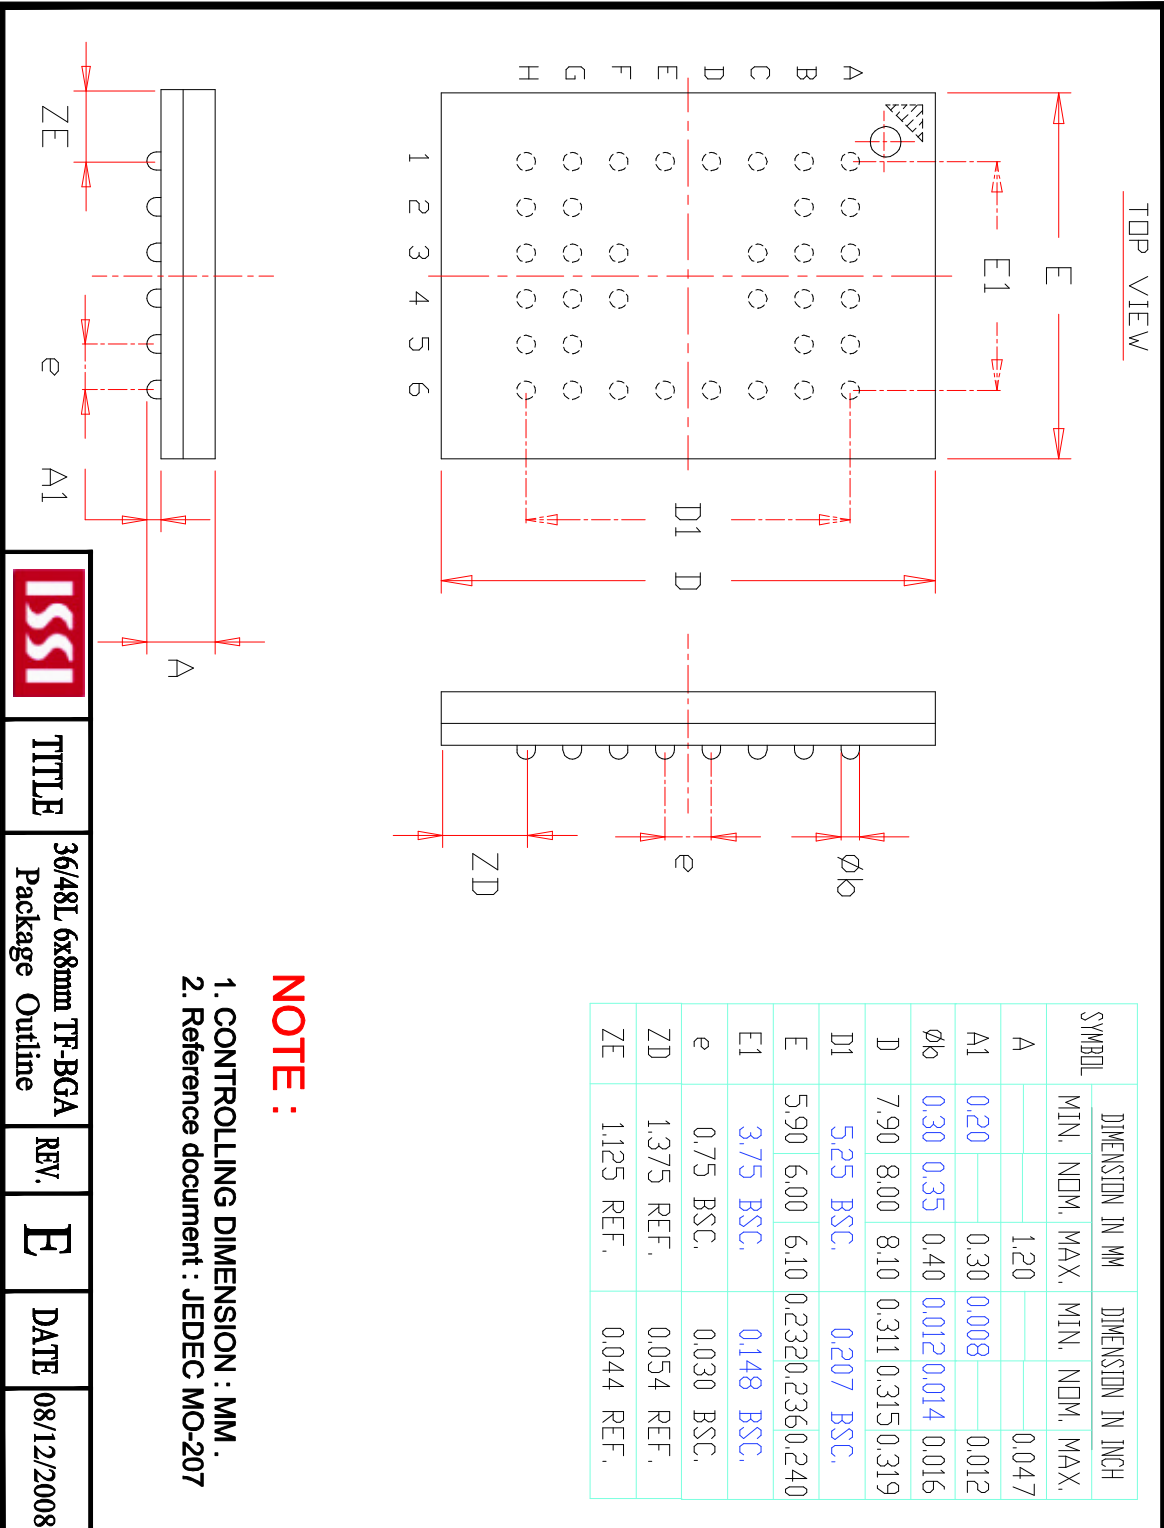 TOP VIEW
E
E1
A
B
C
D
E
F
G
H
1
2
3
4
5
6
D1
D
ZE
e
A1
A
Øb
e
ZD
SYMBOL DIMENSION IN MM DIMENSION IN INCH
MIN. NOM. MAX. MIN. NOM. MAX.
A 1.20 0.047
A1 0.20 0.30 0.008 0.012
Øb 0.30 0.35 0.40 0.012 0.014 0.016
D 7.90 8.00 8.10 0.311 0.315 0.319
D1 5.25 BSC. 0.207 BSC.
E 5.90 6.00 6.10 0.232 0.236 0.240
E1 3.75 BSC. 0.148 BSC.
e 0.75 BSC. 0.030 BSC.
ZD 1.375 REF. 0.054 REF.
ZE 1.125 REF. 0.044 REF.
NOTE :
1. CONTROLLING DIMENSION : MM .
2. Reference document : JEDEC MO-207
ISSI
TITLE
36/48L 6x8mm TF-BGA
Package Outline
REV.
E
DATE
08/12/2008